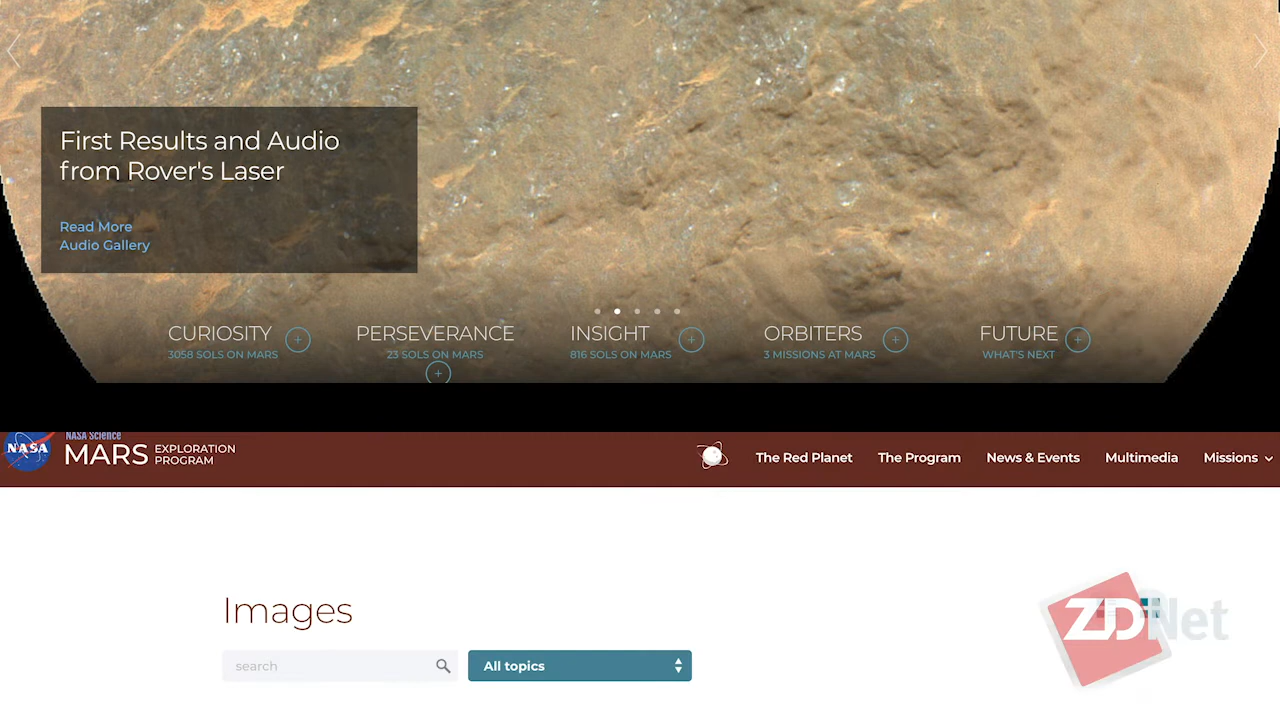 First Results and Audio
from Rover's Laser
Read More
Audio Gallery
CURIOSITY
3058 SOLS ON MARS
PERSEVERANCE
23 SOLS ON MARS
INSIGHT
816 SOLS ON MARS
ORBITERS
3 MISSIONS AT MARS
FUTURE
WHAT'S NEXT
NASA
NASA Science
MARS EXPLORATION
PROGRAM
The Red Planet
The Program
News & Events
Multimedia
Missions
Images
search
All topics
ZDNet